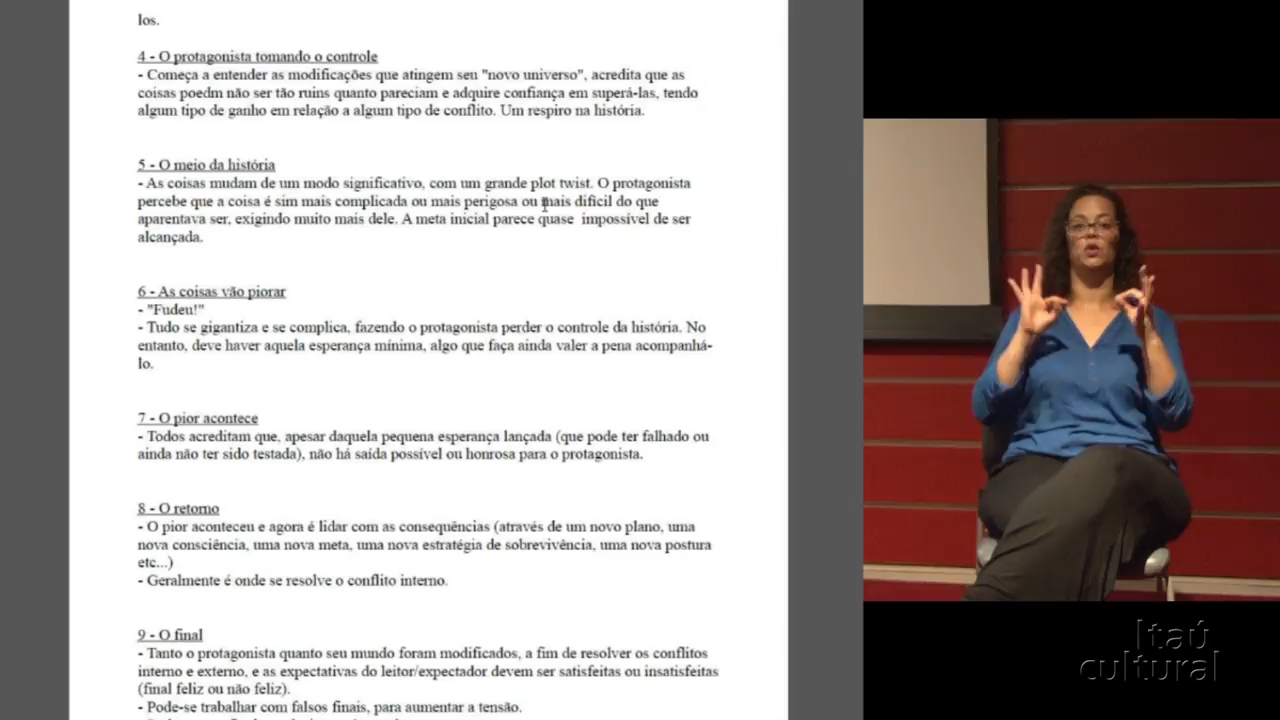 los.
4 - O protagonista tomando o controle
- Começa a entender as modificações que atingem seu "novo universo", acredita que as
coisas poedm não ser tão ruins quanto pareciam e adquire confiança em superá-las, tendo
algum tipo de ganho em relação a algum tipo de conflito. Um respiro na história.
5 - O meio da história
- As coisas mudam de um modo significativo, com um grande plot twist. O protagonista
percebe que a coisa é sim mais complicada ou mais perigosa ou mais dificil do que
aparentava ser, exigindo muito mais dele. A meta inicial parece quase  impossível de ser
alcançada.
6 - As coisas vão piorar
- "Fudeu!"
- Tudo se gigantiza e se complica, fazendo o protagonista perder o controle da história. No
entanto, deve haver aquela esperança mínima, algo que faça ainda valer a pena acompanhá-
lo.
7 - O pior acontece
- Todos acreditam que, apesar daquela pequena esperança lançada (que pode ter falhado ou
ainda não ter sido testada), não há saída possível ou honrosa para o protagonista.
8 - O retorno
- O pior aconteceu e agora é lidar com as consequências (através de um novo plano, uma
nova consciência, uma nova meta, uma nova estratégia de sobrevivência, uma nova postura
etc...)
- Geralmente é onde se resolve o conflito interno.
9 - O final
- Tanto o protagonista quanto seu mundo foram modificados, a fim de resolver os conflitos
interno e externo, e as expectativas do leitor/expectador devem ser satisfeitas ou insatisfeitas
(final feliz ou não feliz).
- Pode-se trabalhar com falsos finais, para aumentar a tensão.
Itaú
cultural